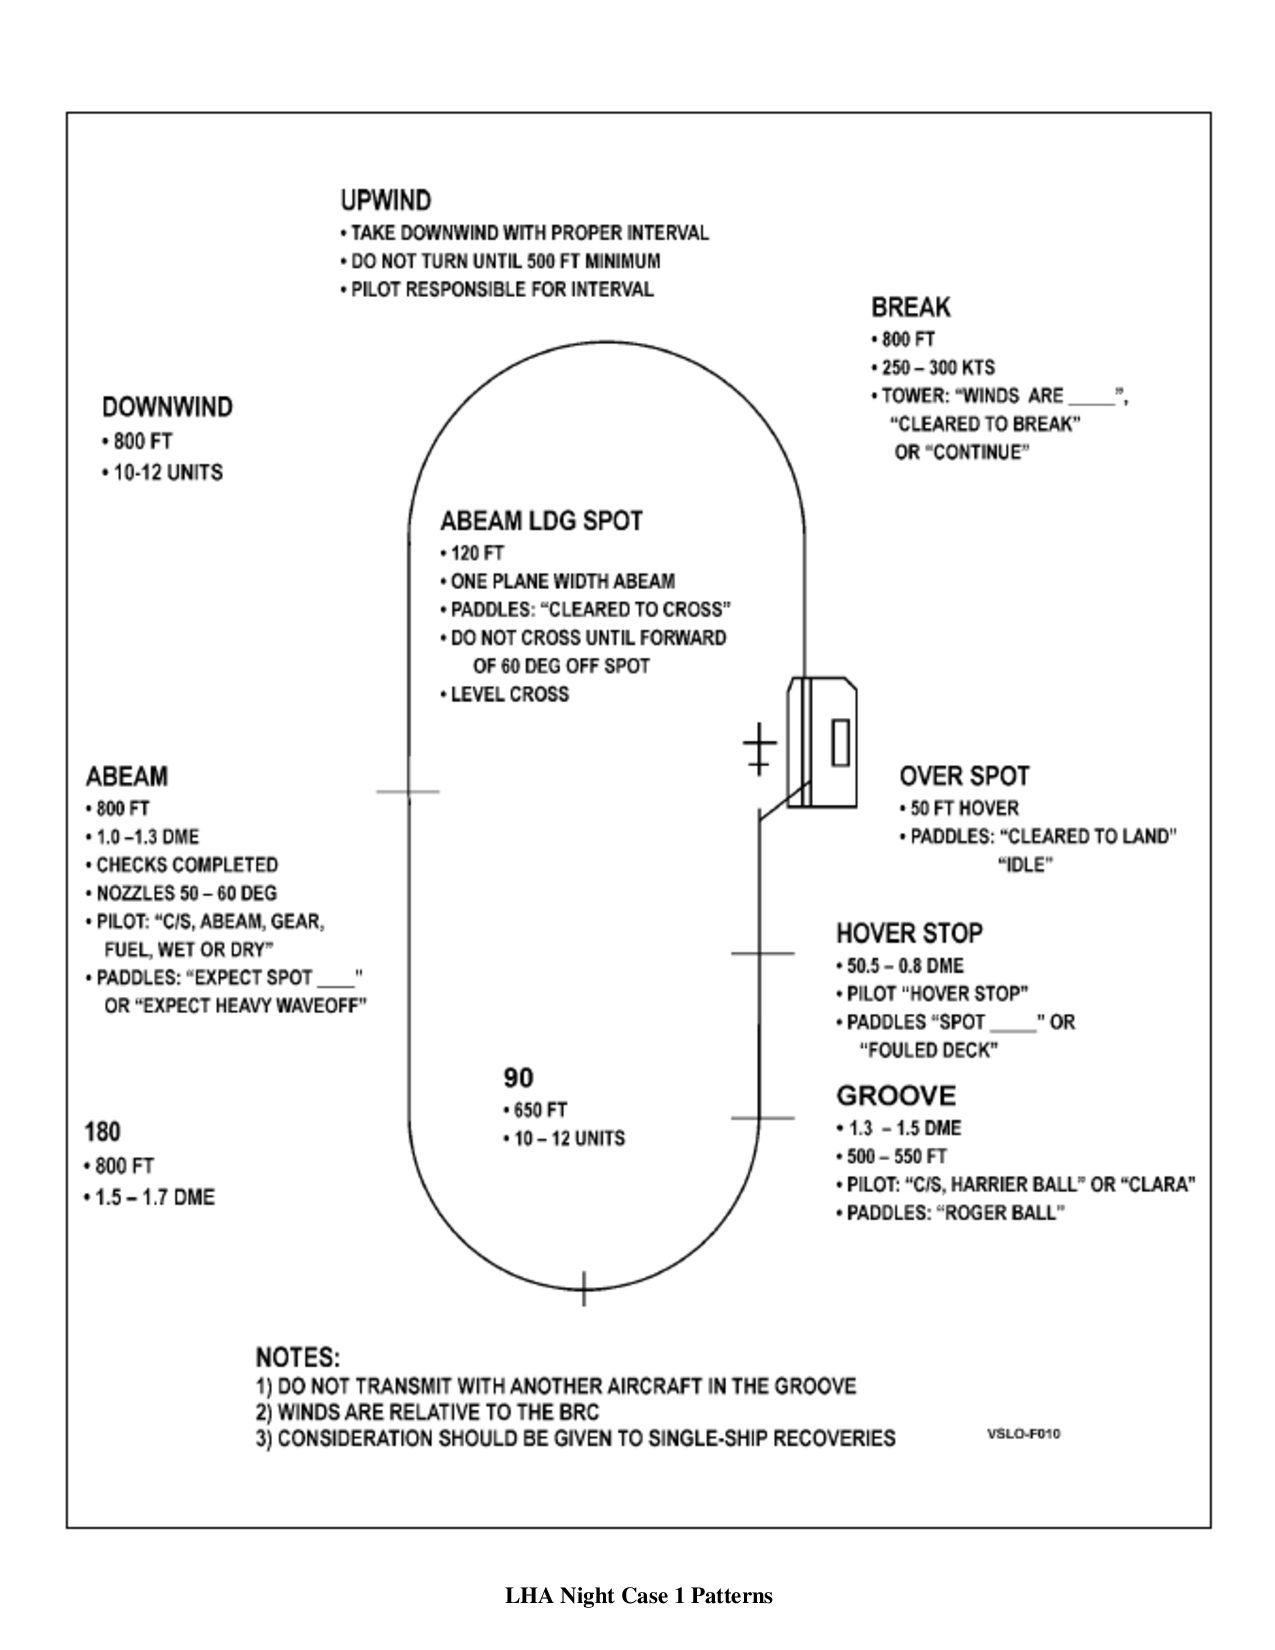 UPWIND
• TAKE DOWNWIND WITH PROPER INTERVAL
• DO NOT TURN UNTIL 500 FT MINIMUM
• PILOT RESPONSIBLE FOR INTERVAL
BREAK
• 800 FT
• 250 – 300 KTS
• TOWER: “WINDS ARE _____”,
“CLEARED TO BREAK”
OR “CONTINUE”
DOWNWIND
• 800 FT
• 10-12 UNITS
ABEAM LDG SPOT
• 120 FT
• ONE PLANE WIDTH ABEAM
• PADDLES: “CLEARED TO CROSS”
• DO NOT CROSS UNTIL FORWARD
OF 60 DEG OFF SPOT
• LEVEL CROSS
ABEAM
• 800 FT
• 1.0 –1.3 DME
• CHECKS COMPLETED
• NOZZLES 50 – 60 DEG
• PILOT: “C/S, ABEAM, GEAR,
FUEL, WET OR DRY”
• PADDLES: “EXPECT SPOT ____”
OR “EXPECT HEAVY WAVEOFF”
OVER SPOT
• 50 FT HOVER
• PADDLES: “CLEARED TO LAND”
“IDLE”
HOVER STOP
• 50.5 – 0.8 DME
• PILOT “HOVER STOP”
• PADDLES “SPOT _____” OR
“FOULED DECK”
90
• 650 FT
• 10 – 12 UNITS
GROOVE
• 1.3 – 1.5 DME
• 500 – 550 FT
• PILOT: “C/S, HARRIER BALL” OR “CLARA”
• PADDLES: “ROGER BALL”
180
• 800 FT
• 1.5 – 1.7 DME
NOTES:
1) DO NOT TRANSMIT WITH ANOTHER AIRCRAFT IN THE GROOVE
2) WINDS ARE RELATIVE TO THE BRC
3) CONSIDERATION SHOULD BE GIVEN TO SINGLE-SHIP RECOVERIES
VSLO-F010
LHA Night Case 1 Patterns